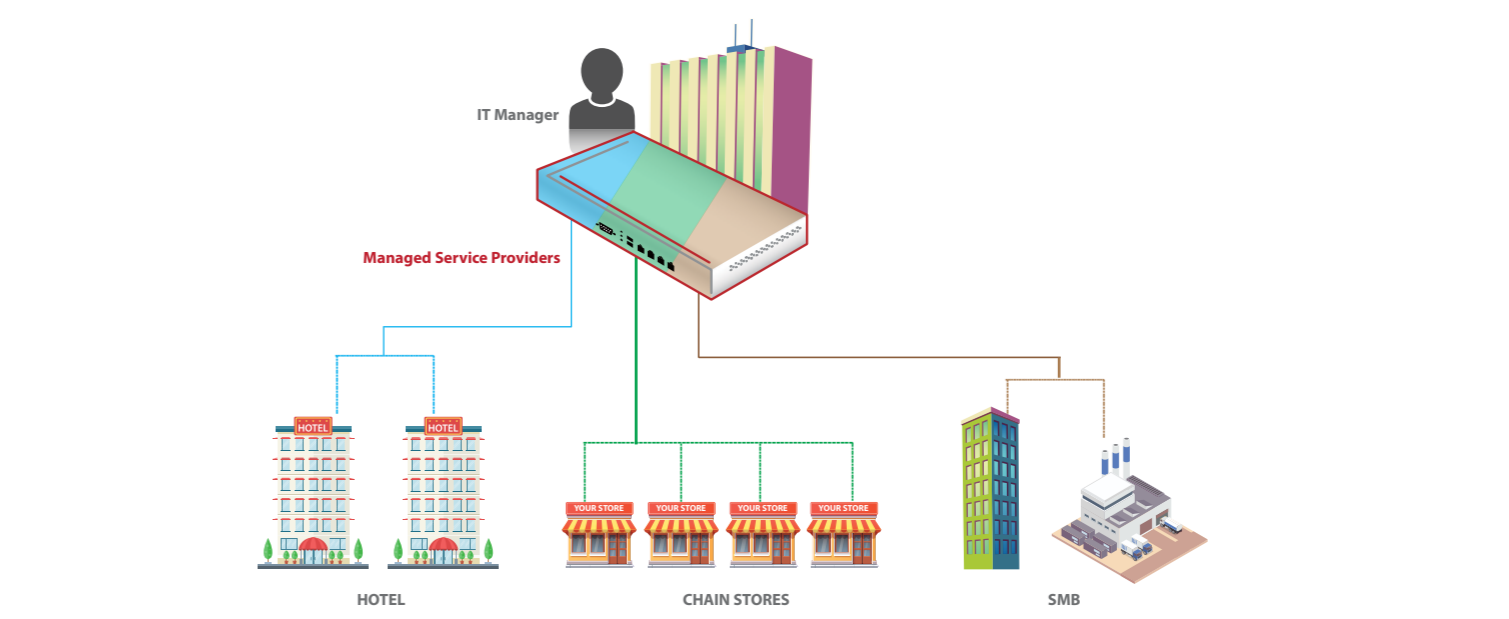 IT Manager
Managed Service Providers
HOTEL
HOTEL
YOUR STORE
YOUR STORE
YOUR STORE
YOUR STORE
HOTEL
CHAIN STORES
SMB